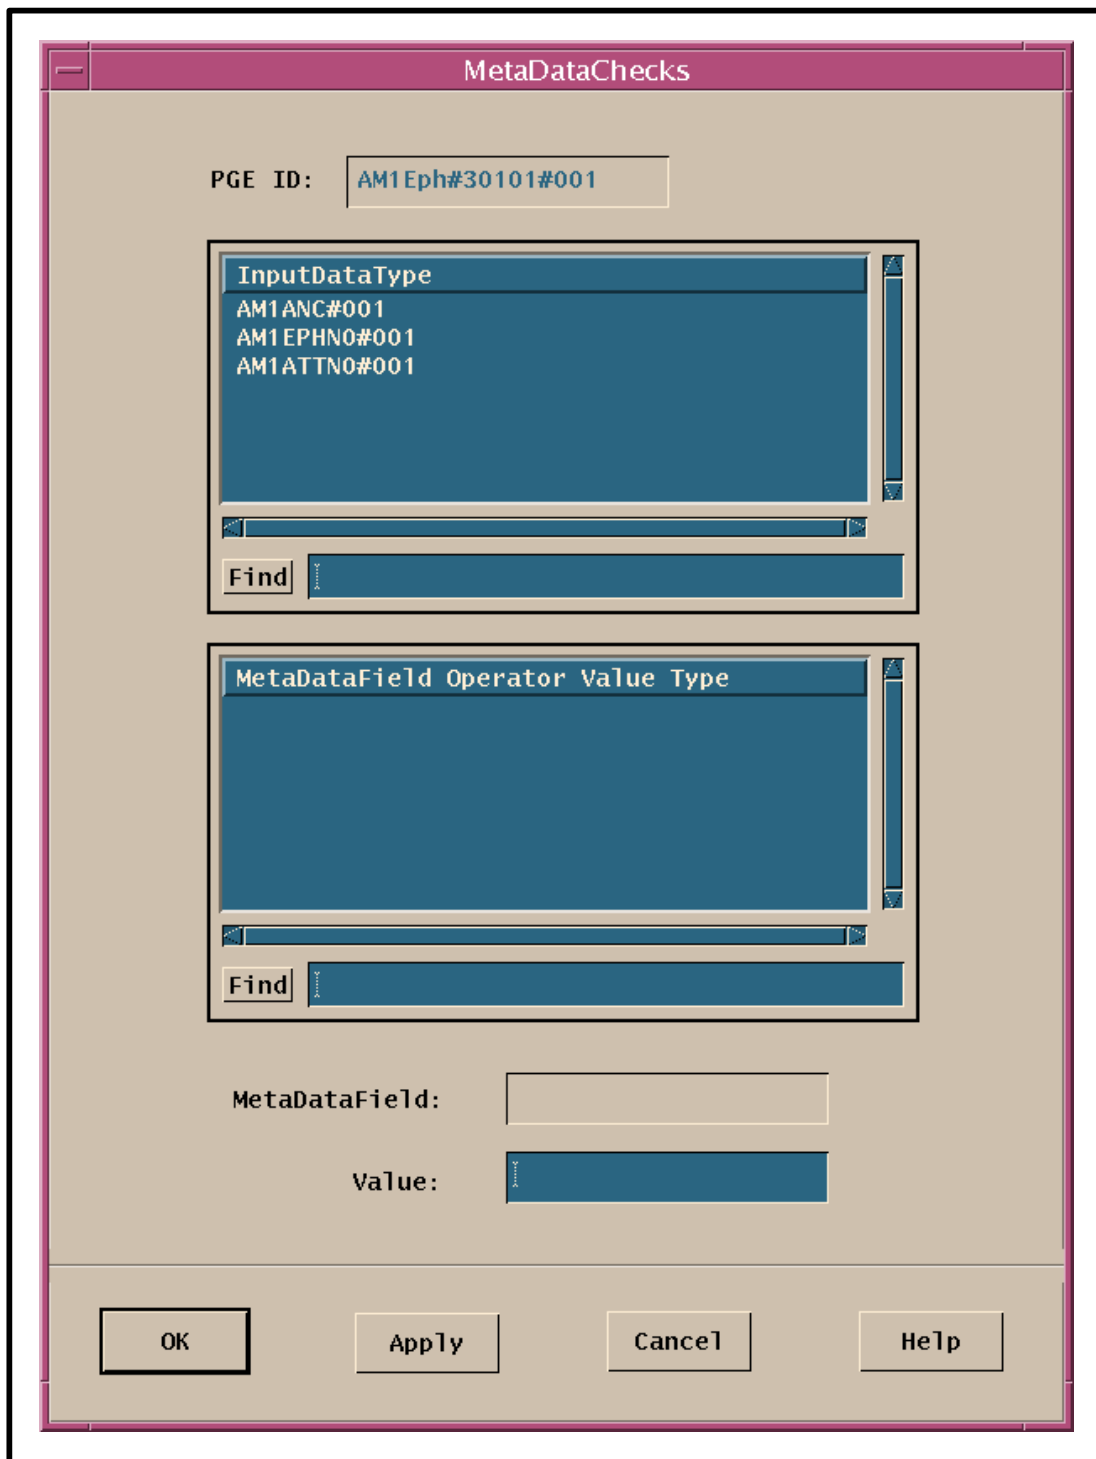 MetaDataChecks
PGE ID: AM1Eph#30101#001
InputDataType
AM1ANC#001
AM1EPHN0#001
AM1ATTN0#001
Find
MetaDataField Operator Value Type
Find
MetaDataField:
Value:
OK Apply Cancel Help